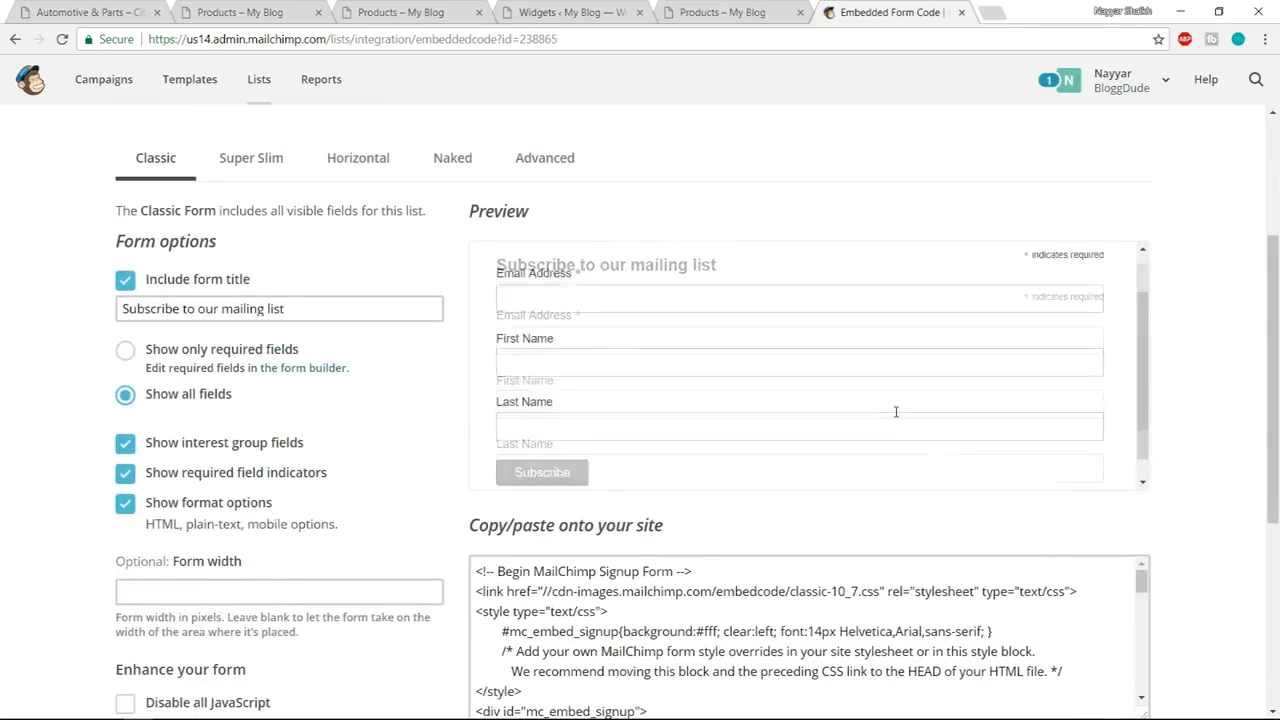 Automotive & Parts – Cit
Products – My Blog
Products – My Blog
Widgets ‹ My Blog — W
Products – My Blog
Embedded Form Code |
Nayyar Shaikh
Secure
https://us14.admin.mailchimp.com/lists/integration/embeddedcode?id=238865
ABP
Campaigns
Templates
Lists
Reports
1
N
Nayyar
BloggDude
Help
Classic
Super Slim
Horizontal
Naked
Advanced
The Classic Form includes all visible fields for this list.
Form options
Include form title
Subscribe to our mailing list
Show only required fields
Edit required fields in the form builder.
Show all fields
Show interest group fields
Show required field indicators
Show format options
HTML, plain-text, mobile options.
Optional: Form width
Form width in pixels. Leave blank to let the form take on the
width of the area where it's placed.
Enhance your form
Disable all JavaScript
Preview
* indicates required
Subscribe to our mailing list
Email Address *
* indicates required
Email Address *
First Name
First Name
Last Name
Last Name
Subscribe
Copy/paste onto your site
<!-- Begin MailChimp Signup Form -->
<link href="//cdn-images.mailchimp.com/embedcode/classic-10_7.css" rel="stylesheet" type="text/css">
<style type="text/css">
#mc_embed_signup{background:#fff; clear:left; font:14px Helvetica,Arial,sans-serif; }
/* Add your own MailChimp form style overrides in your site stylesheet or in this style block.
We recommend moving this block and the preceding CSS link to the HEAD of your HTML file. */
</style>
<div id="mc_embed_signup">